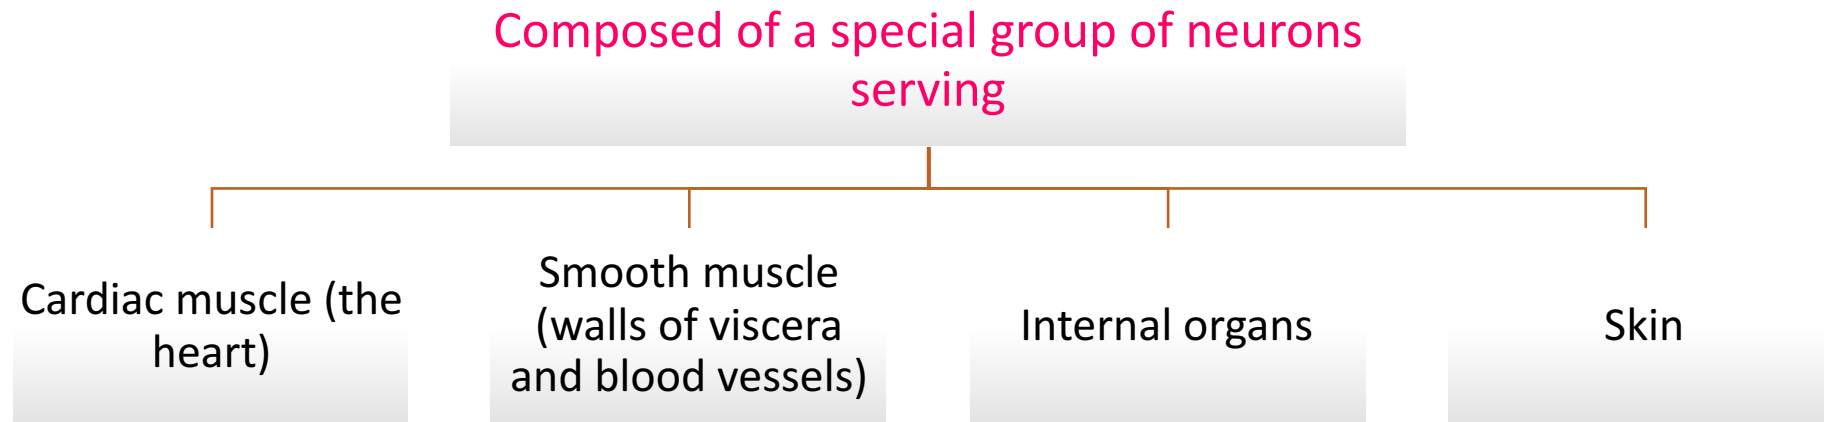 Composed of a special group of neurons
serving
Cardiac muscle (the
heart)
Smooth muscle
(walls of viscera
and blood vessels)
Internal organs
Skin